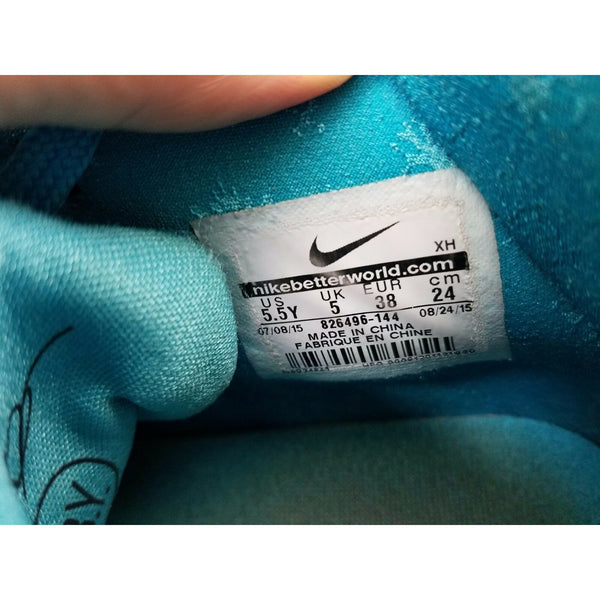 XH
nikebetterworld.com
US UK EUR cm
5.5Y 5 38 24
07/08/15 826496-144 08/24/15
MADE IN CHINA
FABRIQUE EN CHINE
RY